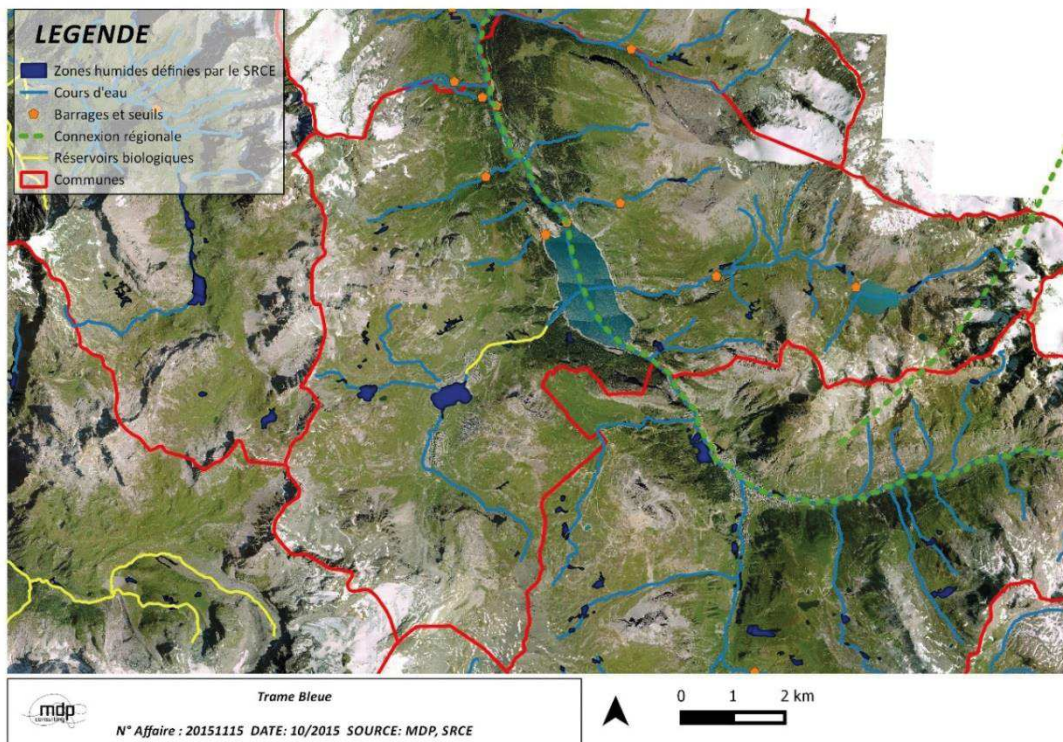 LEGENDE
Zones humides définies par le SRCE
Cours d'eau
Barrages et seuils
Connexion régionale
Réservoirs biologiques
Communes
mdp
consulting
Trame Bleue
N° Affaire : 20151115 DATE: 10/2015 SOURCE: MDP, SRCE
0 1 2 km